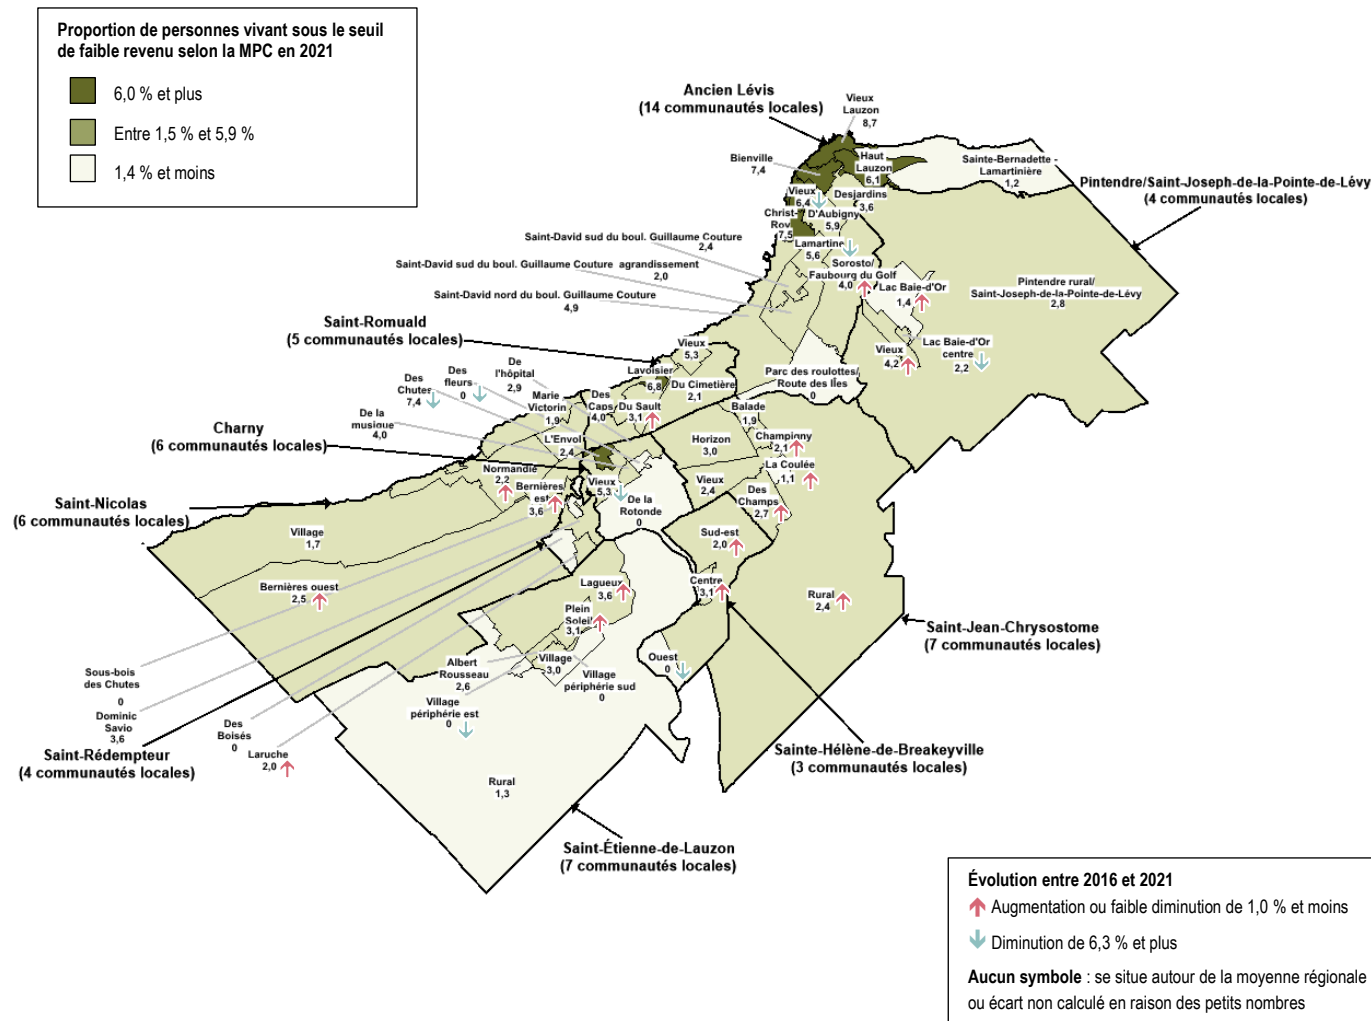 Proportion de personnes vivant sous le seuil
de faible revenu selon la MPC en 2021
6,0 % et plus
Entre 1,5 % et 5,9 %
1,4 % et moins
Ancien Lévis
(14 communautés locales)
Vieux
Lauzon
8,7
Bienville
7,4
Haut
Lauzon
6,1
Sainte-Bernadette -
Lamartinière
1,2
Pintendre/Saint-Joseph-de-la-Pointe-de-Lévy
(4 communautés locales)
Vieux
6,4
Desjardins
3,6
Christ-
Roy
7,5
D'Aubigny
5,9
Lamartine
5,6
Saint-David sud du boul. Guillaume Couture
2,4
Saint-David sud du boul. Guillaume Couture agrandissement
2,0
Saint-David nord du boul. Guillaume Couture
4,9
Sorosto/
Faubourg du Golf
4,0
Lac Baie-d'Or
1,4
Pintendre rural/
Saint-Joseph-de-la-Pointe-de-Lévy
2,8
Vieux
4,2
Lac Baie-d'Or
centre
2,2
Parc des roulottes/
Route des Iles
0
Saint-Romuald
(5 communautés locales)
Vieux
5,3
Lavoisier
6,8
Du Cimetière
2,1
Des
Caps
4,0
Du Sault
3,1
De
l'hôpital
2,9
Des
fleurs
0
Des
Chutes
7,4
De la
musique
4,0
Marie
Victorin
1,9
L'Envol
2,4
Charny
(6 communautés locales)
Balade
1,9
Horizon
3,0
Champigny
2,1
La Coulée
1,1
Vieux
2,4
Des
Champs
2,7
Normandie
2,2
Bernières
est
3,6
Vieux
5,3
De la
Rotonde
0
Saint-Nicolas
(6 communautés locales)
Village
1,7
Bernières ouest
2,5
Sud-est
2,0
Centre
3,1
Rural
2,4
Lagueux
3,6
Plein
Soleil
3,1
Saint-Jean-Chrysostome
(7 communautés locales)
Ouest
0
Albert
Rousseau
2,6
Village
3,0
Village
périphérie sud
0
Village
périphérie est
0
Sous-bois
des Chutes
0
Dominic
Savio
3,6
Des
Boisés
0
Laruche
2,0
Saint-Rédempteur
(4 communautés locales)
Sainte-Hélène-de-Breakeyville
(3 communautés locales)
Rural
1,3
Saint-Étienne-de-Lauzon
(7 communautés locales)
Évolution entre 2016 et 2021
Augmentation ou faible diminution de 1,0 % et moins
Diminution de 6,3 % et plus
Aucun symbole : se situe autour de la moyenne régionale
ou écart non calculé en raison des petits nombres